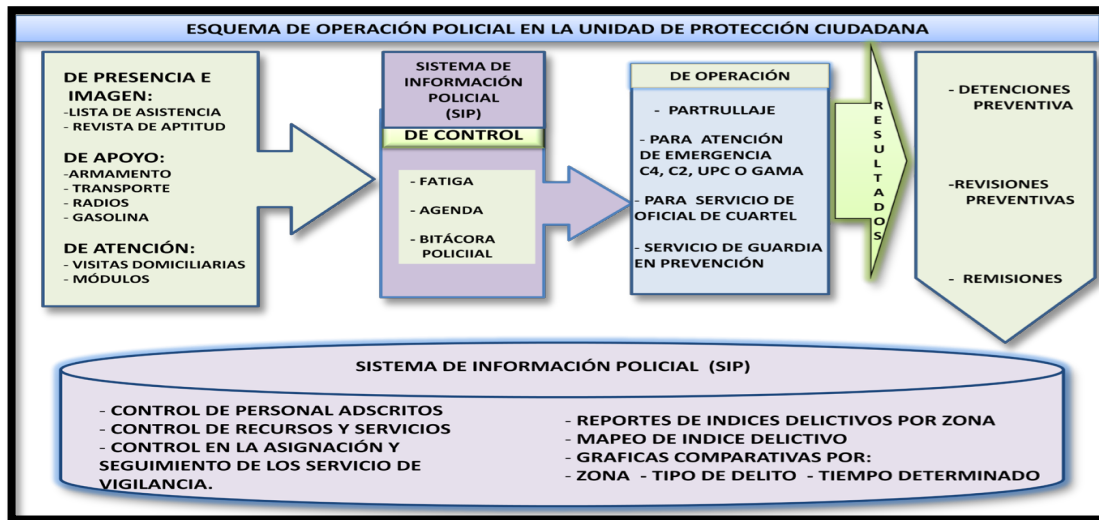 ESQUEMA DE OPERACIÓN POLICIAL EN LA UNIDAD DE PROTECCIÓN CIUDADANA
DE PRESENCIA E
IMAGEN:
-LISTA DE ASISTENCIA
- REVISTA DE APTITUD
DE APOYO:
-ARMAMENTO
- TRANSPORTE
- RADIOS
- GASOLINA
DE ATENCIÓN:
- VISITAS DOMICILIARIAS
- MÓDULOS
SISTEMA DE
INFORMACIÓN
POLICIAL
(SIP)
DE CONTROL
- FATIGA
- AGENDA
- BITÁCORA
POLICIIAL
DE OPERACIÓN
- PARTRULLAJE
- PARA ATENCIÓN
DE EMERGENCIA
C4, C2, UPC O GAMA
- PARA SERVICIO DE
OFICIAL DE CUARTEL
- SERVICIO DE GUARDIA
EN PREVENCIÓN
RESULTADOS
- DETENCIONES
PREVENTIVA
-REVISIONES
PREVENTIVAS
- REMISIONES
SISTEMA DE INFORMACIÓN POLICIAL (SIP)
- CONTROL DE PERSONAL ADSCRITOS
- CONTROL DE RECURSOS Y SERVICIOS
- CONTROL EN LA ASIGNACIÓN Y
SEGUIMIENTO DE LOS SERVICIO DE
VIGILANCIA.
- REPORTES DE INDICES DELICTIVOS POR ZONA
- MAPEO DE INDICE DELICTIVO
- GRAFICAS COMPARATIVAS POR:
- ZONA - TIPO DE DELITO - TIEMPO DETERMINADO